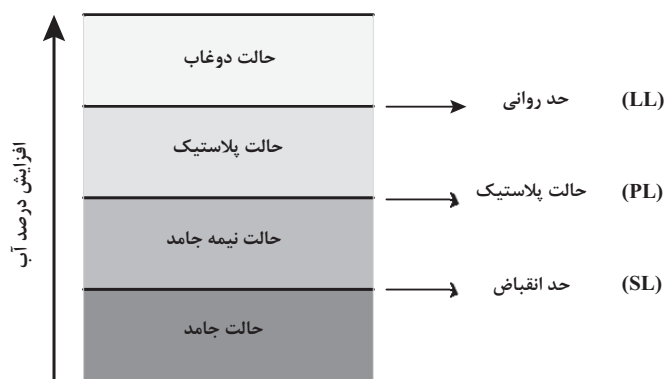 افزایش درصد آب
حالت دوغاب
حد روانی (LL)
حالت پلاستیک
حالت پلاستیک (PL)
حالت نیمه جامد
حد انقباض (SL)
حالت جامد